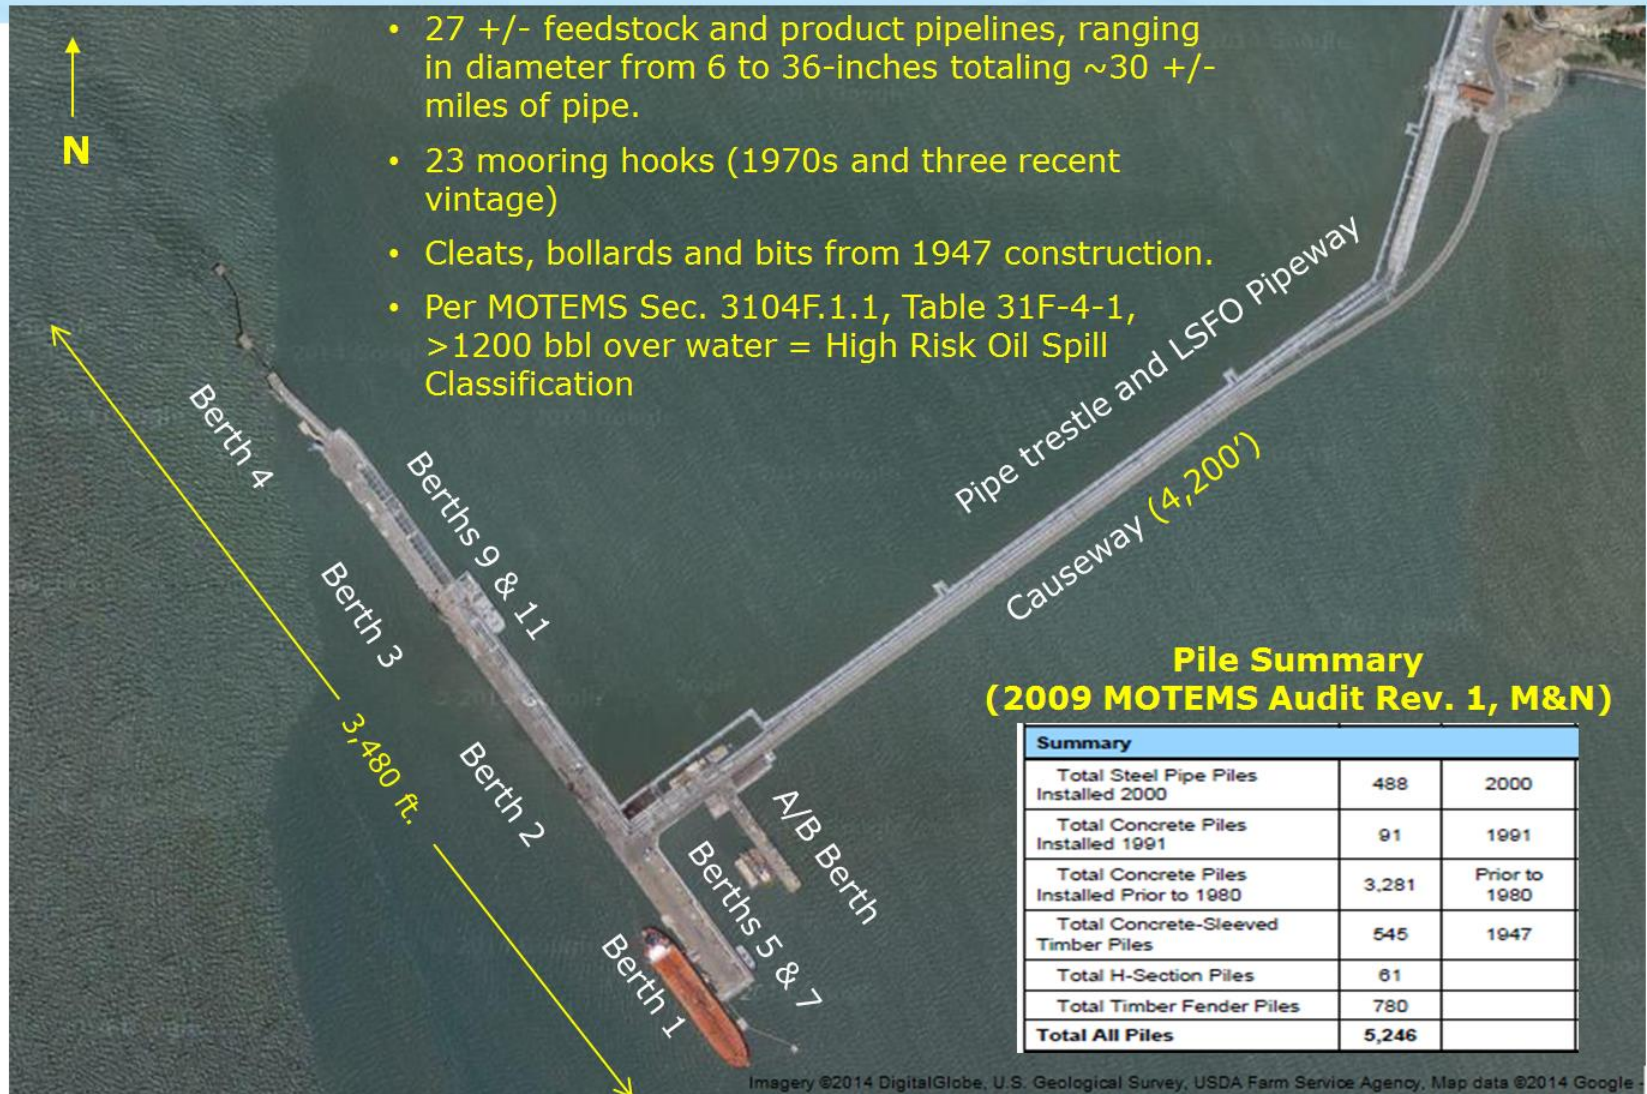 • 27 +/- feedstock and product pipelines, ranging
in diameter from 6 to 36-inches totaling ~30 +/-
miles of pipe.
• 23 mooring hooks (1970s and three recent
vintage)
• Cleats, bollards and bits from 1947 construction.
• Per MOTEMS Sec. 3104F.1.1, Table 31F-4-1,
>1200 bbl over water = High Risk Oil Spill
Classification
N
Pipe trestle and LSFO Pipeway
Causeway (4,200')
Berth 4
Berths 9 & 11
Berth 3
3,480 ft.
Berth 2
A/B Berth
Berths 5 & 7
Berth 1
Pile Summary
(2009 MOTEMS Audit Rev. 1, M&N)
Summary
Total Steel Pipe Piles
Installed 2000 488 2000
Total Concrete Piles
Installed 1991 91 1991
Total Concrete Piles
Installed Prior to 1980 3,281 Prior to
1980
Total Concrete-Sleeved
Timber Piles 545 1947
Total H-Section Piles 61
Total Timber Fender Piles 780
Total All Piles 5,246
Imagery ©2014 DigitalGlobe, U.S. Geological Survey, USDA Farm Service Agency, Map data ©2014 Google -